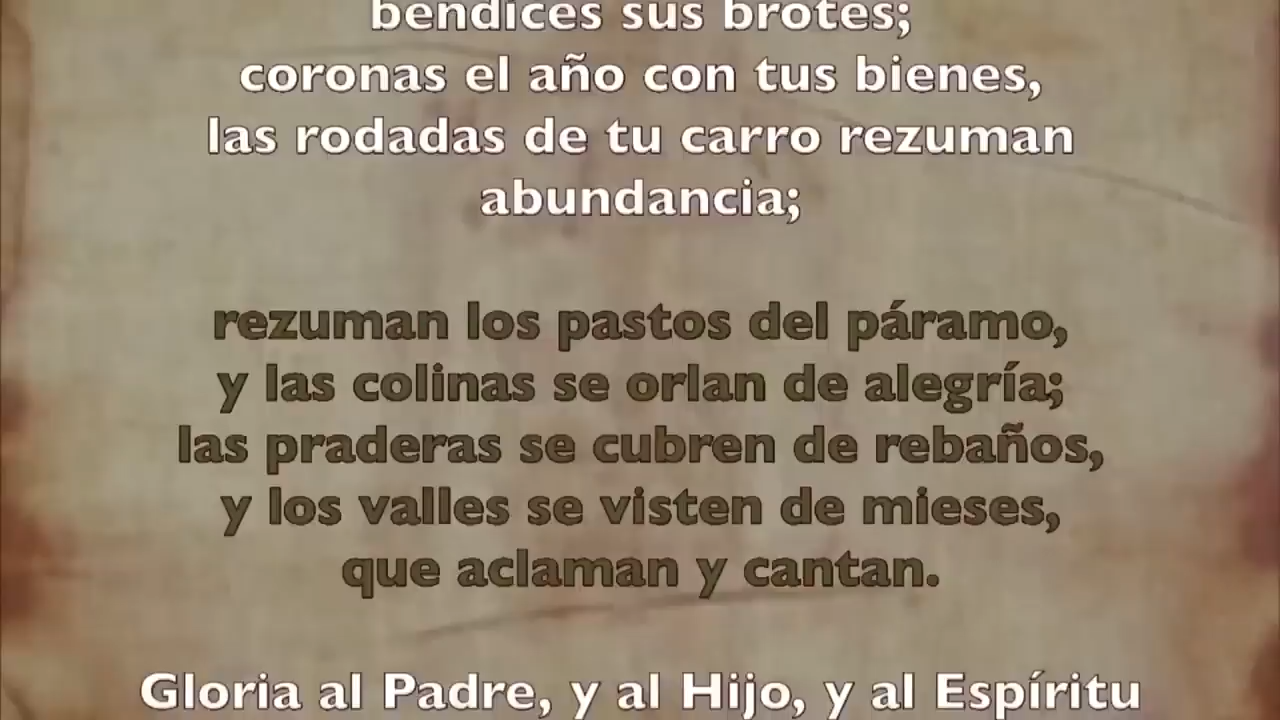 bendices sus brotes;
coronas el año con tus bienes,
las rodadas de tu carro rezuman
abundancia;
rezuman los pastos del páramo,
y las colinas se orlan de alegría;
las praderas se cubren de rebaños,
y los valles se visten de mieses,
que aclaman y cantan.
Gloria al Padre, y al Hijo, y al Espíritu